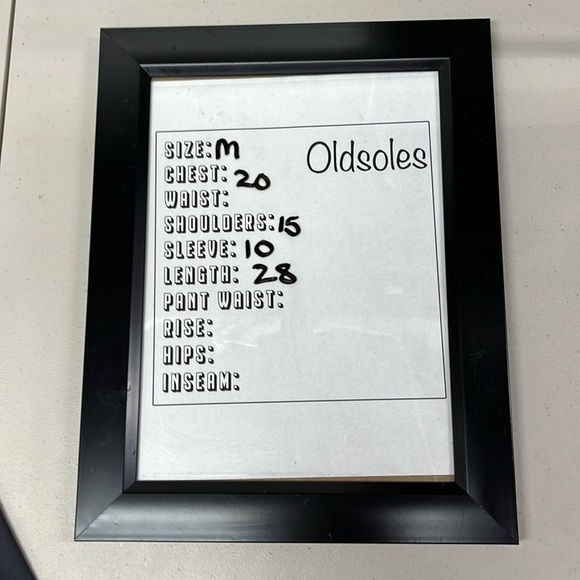 Oldsoles
SIZE: M
CHEST: 20
WAIST:
SHOULDERS: 15
SLEEVE: 10
LENGTH: 28
PANT WAIST:
RISE:
HIPS:
INSEAM: